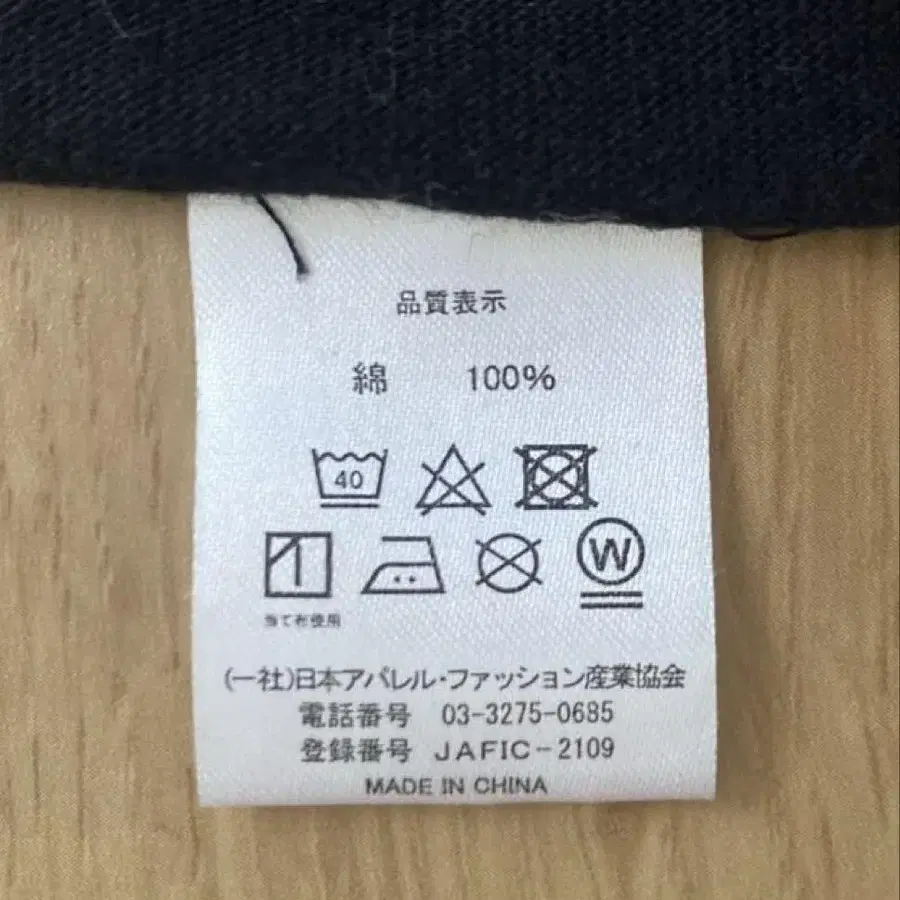 品質表示
綿 100%
40
W
当て布使用
(一社)日本アパレル・ファッション産業協会
電話番号 03-3275-0685
登録番号 JAFIC-2109
MADE IN CHINA